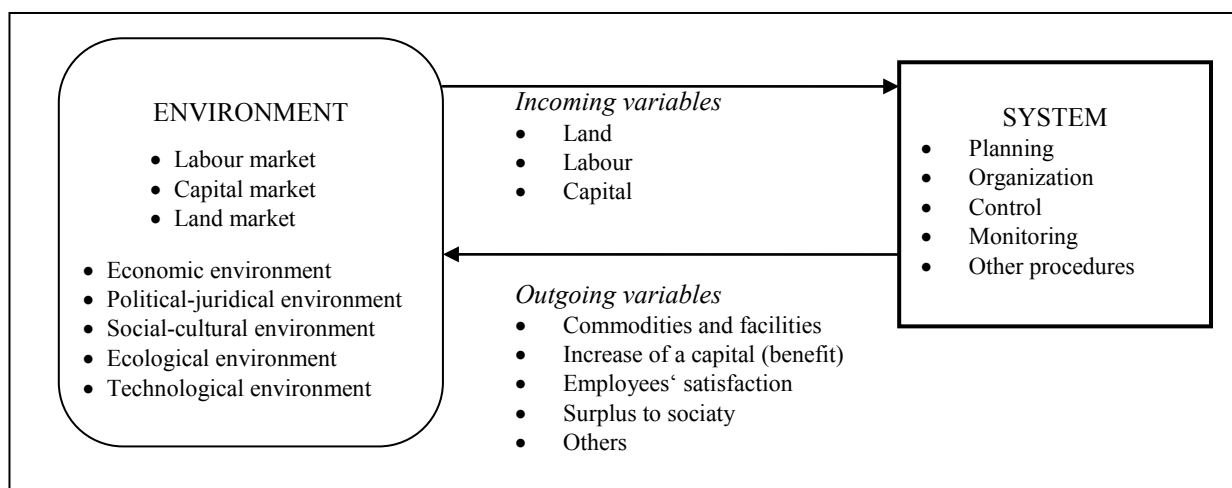 ENVIRONMENT
• Labour market
• Capital market
• Land market
• Economic environment
• Political-juridical environment
• Social-cultural environment
• Ecological environment
• Technological environment
Incoming variables
• Land
• Labour
• Capital
Outgoing variables
• Commodities and facilities
• Increase of a capital (benefit)
• Employees‘ satisfaction
• Surplus to sociaty
• Others
SYSTEM
• Planning
• Organization
• Control
• Monitoring
• Other procedures